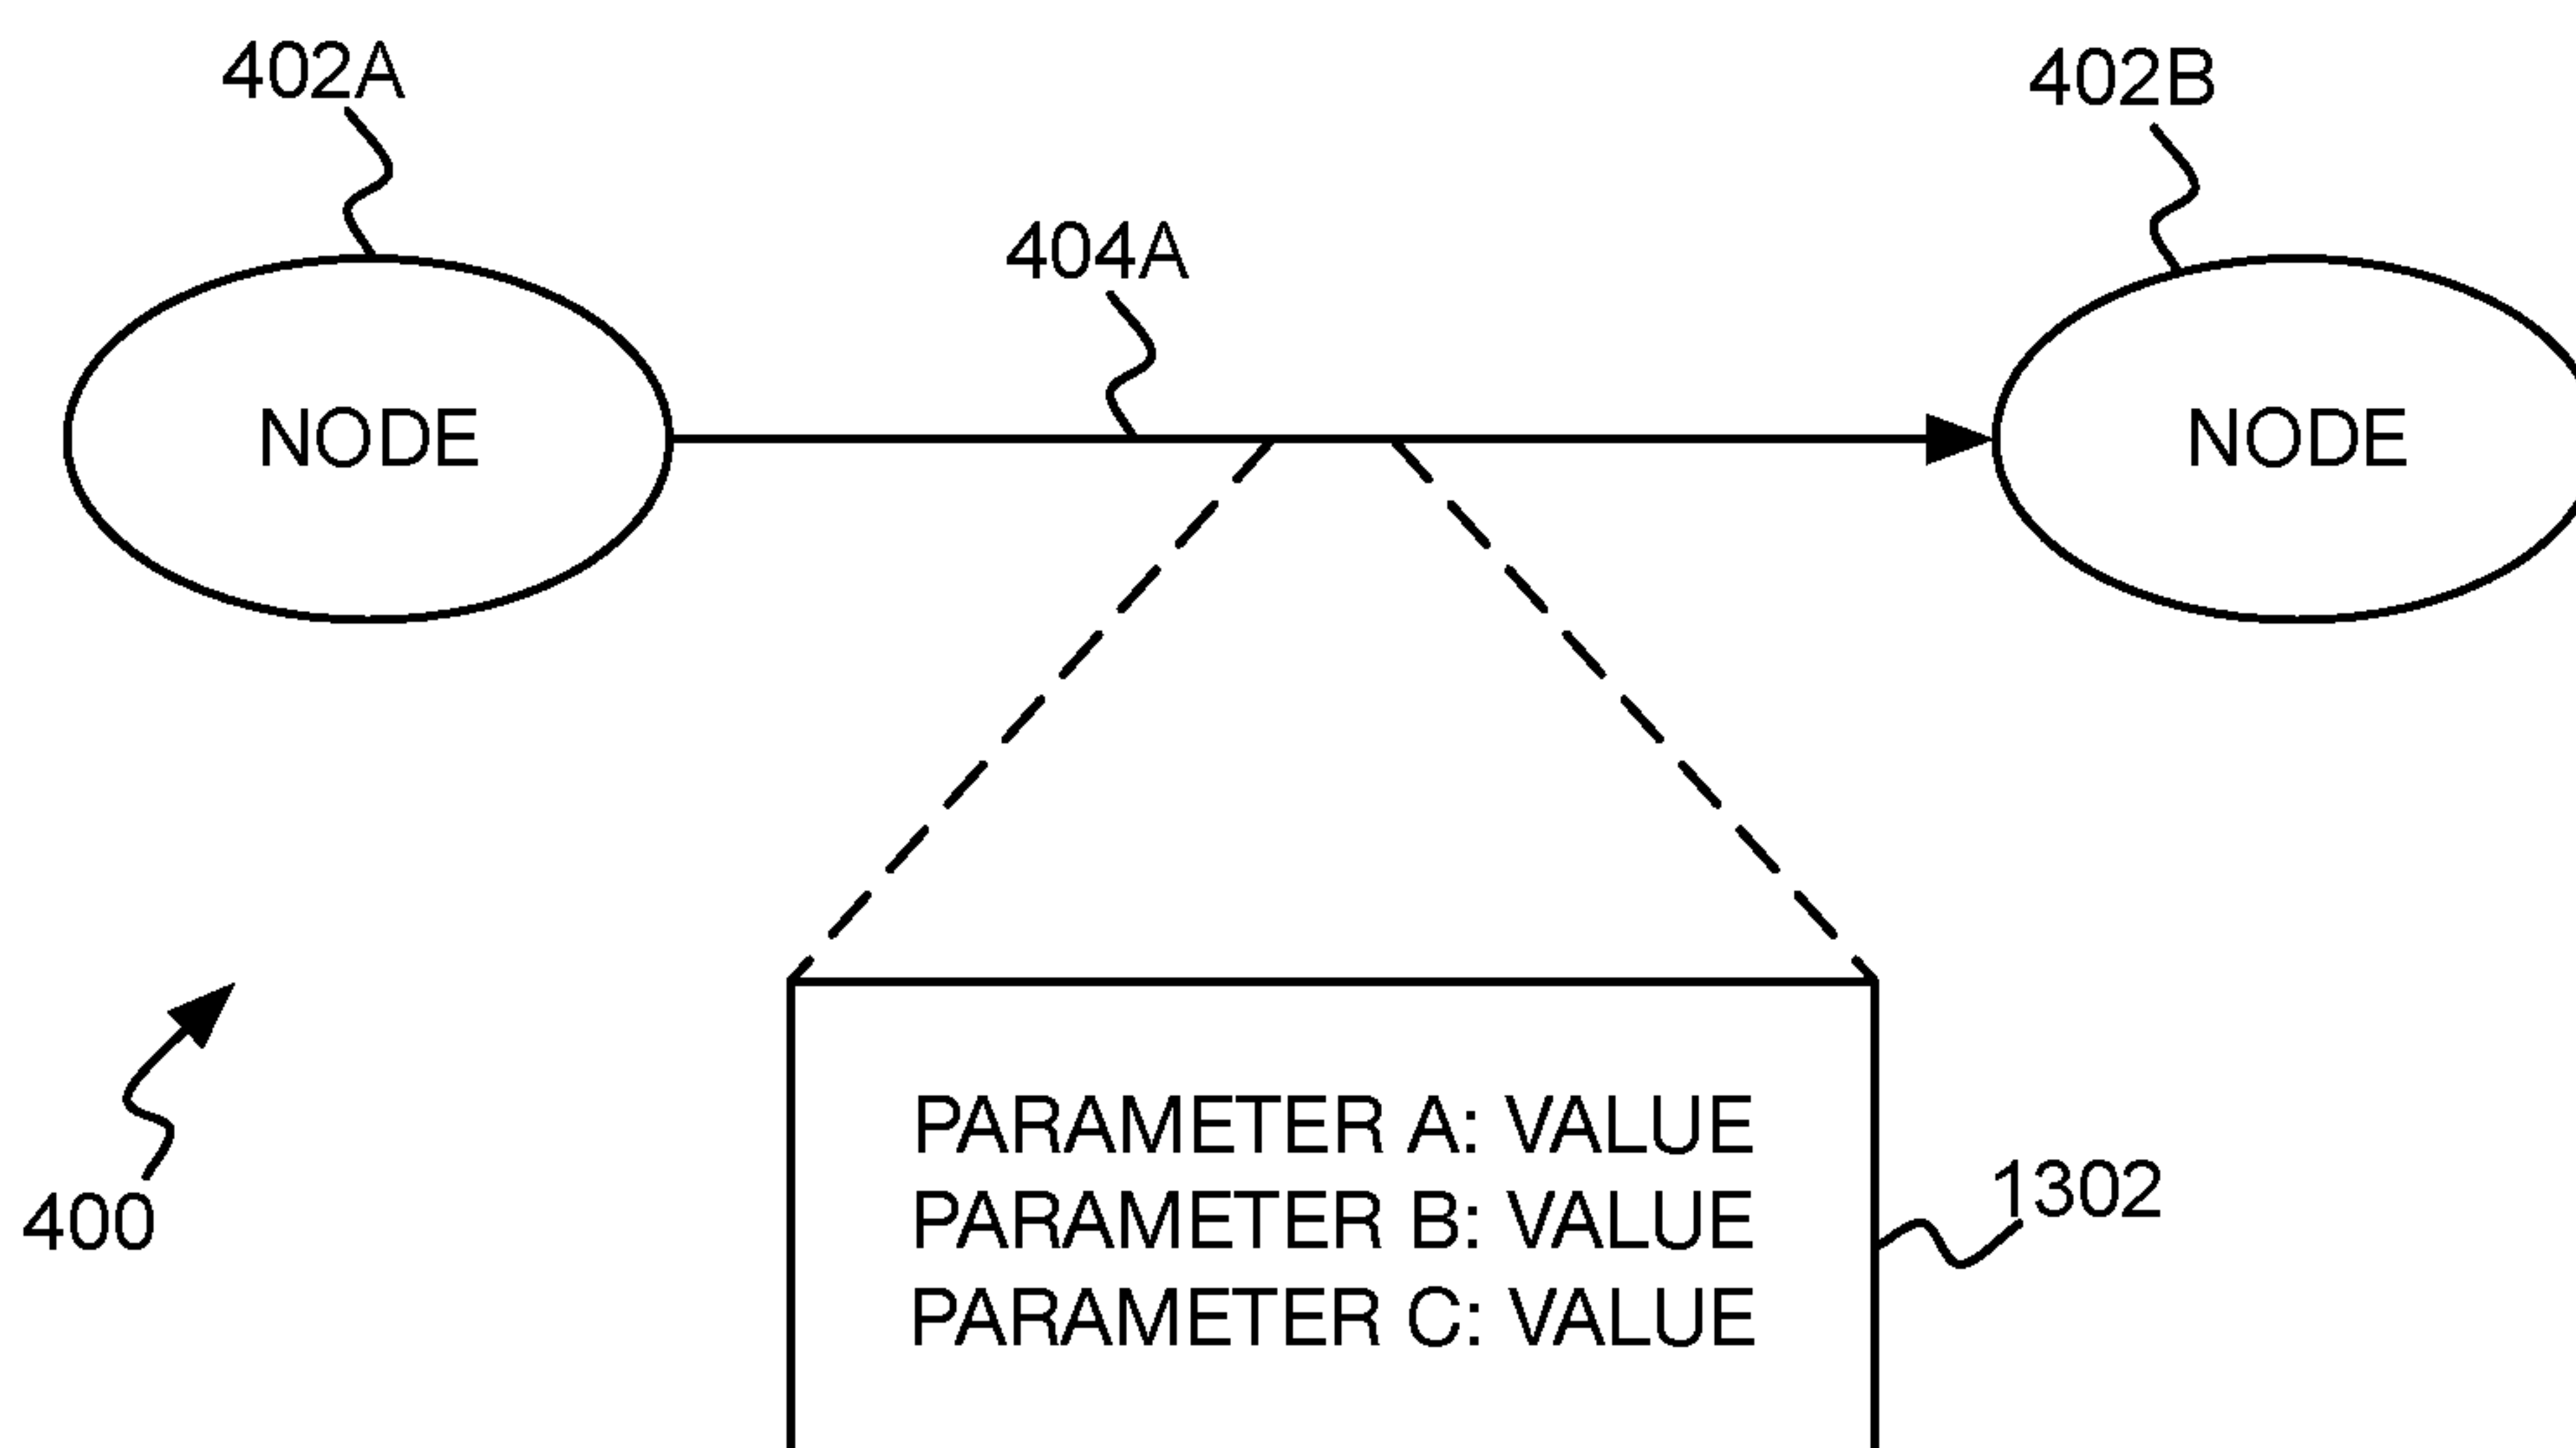 402A
402B
404A
NODE
NODE
PARAMETER A: VALUE
PARAMETER B: VALUE
PARAMETER C: VALUE
1302
400